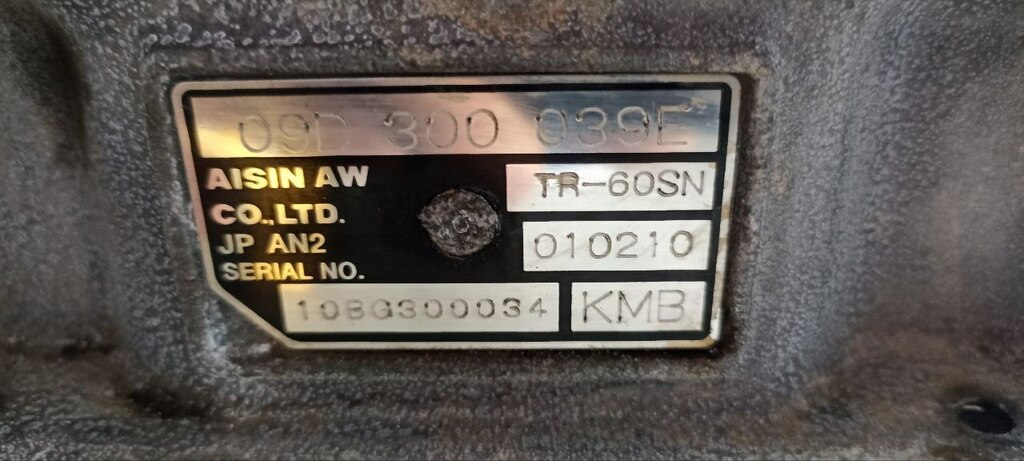 09D 300 039E
AISIN AW
CO.,LTD.
JP AN2
SERIAL NO.
TR-60SN
010210
10BG300034
KMB